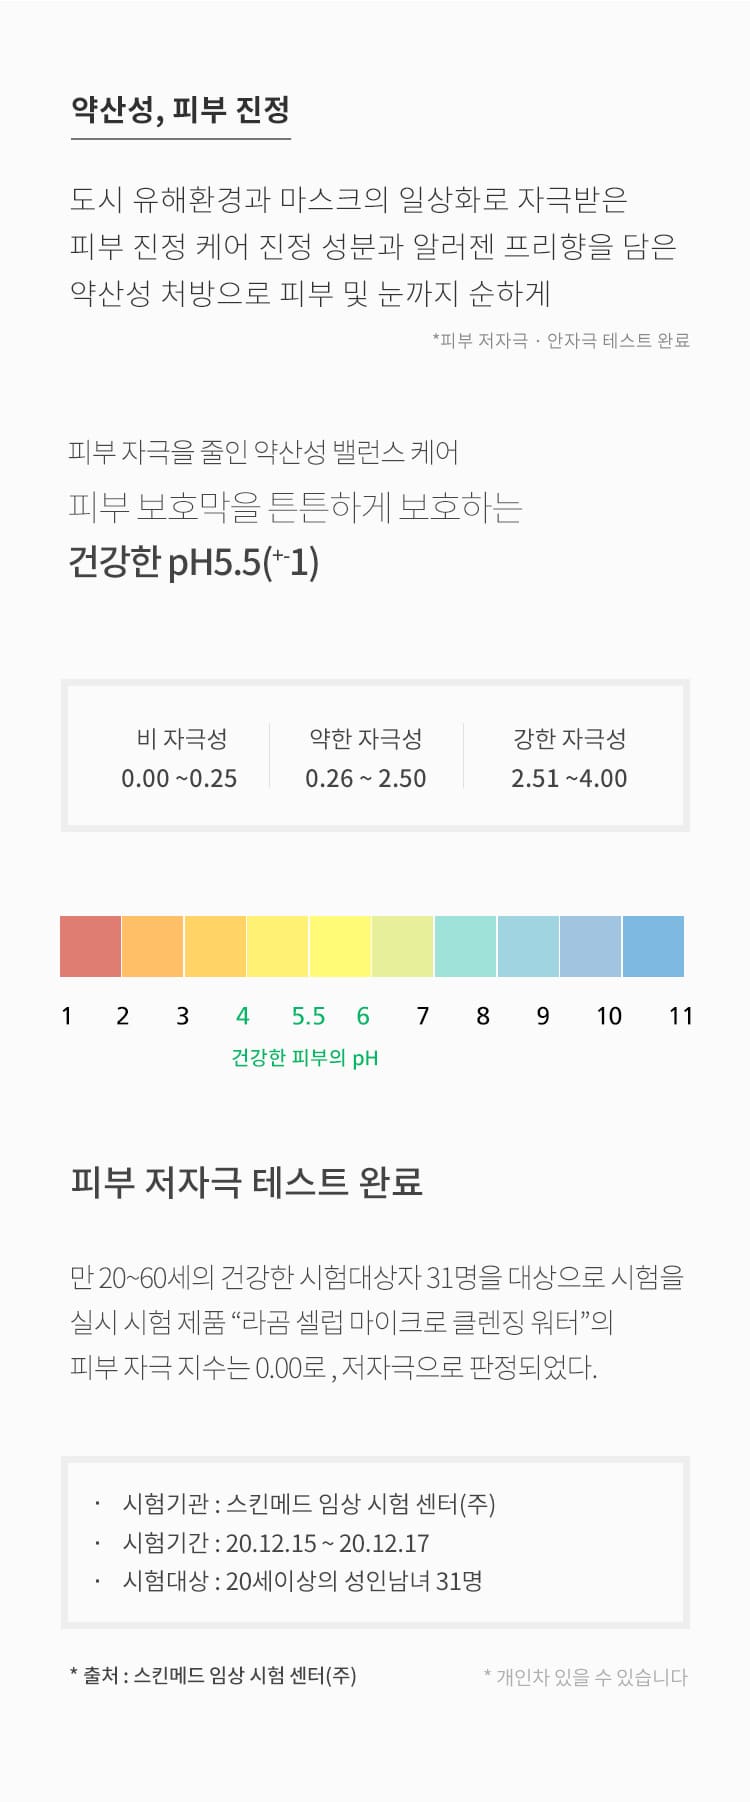 약산성, 피부 진정
도시 유해환경과 마스크의 일상화로 자극받은
피부 진정 케어 진정 성분과 알러젠 프리향을 담은
약산성 처방으로 피부 및 눈까지 순하게
*피부 저자극 · 안자극 테스트 완료
피부 자극을 줄인 약산성 밸런스 케어
피부 보호막을 튼튼하게 보호하는
건강한 pH5.5(+-1)
비 자극성 약한 자극성 강한 자극성
0.00 ~0.25 0.26 ~ 2.50 2.51 ~4.00
1 2 3 4 5.5 6 7 8 9 10 11
건강한 피부의 pH
피부 저자극 테스트 완료
만 20~60세의 건강한 시험대상자 31명을 대상으로 시험을
실시 시험 제품 “라곰 셀럽 마이크로 클렌징 워터”의
피부 자극 지수는 0.00로 , 저자극으로 판정되었다.
· 시험기관 : 스킨메드 임상 시험 센터(주)
· 시험기간 : 20.12.15 ~ 20.12.17
· 시험대상 : 20세이상의 성인남녀 31명
* 출처 : 스킨메드 임상 시험 센터(주) * 개인차 있을 수 있습니다